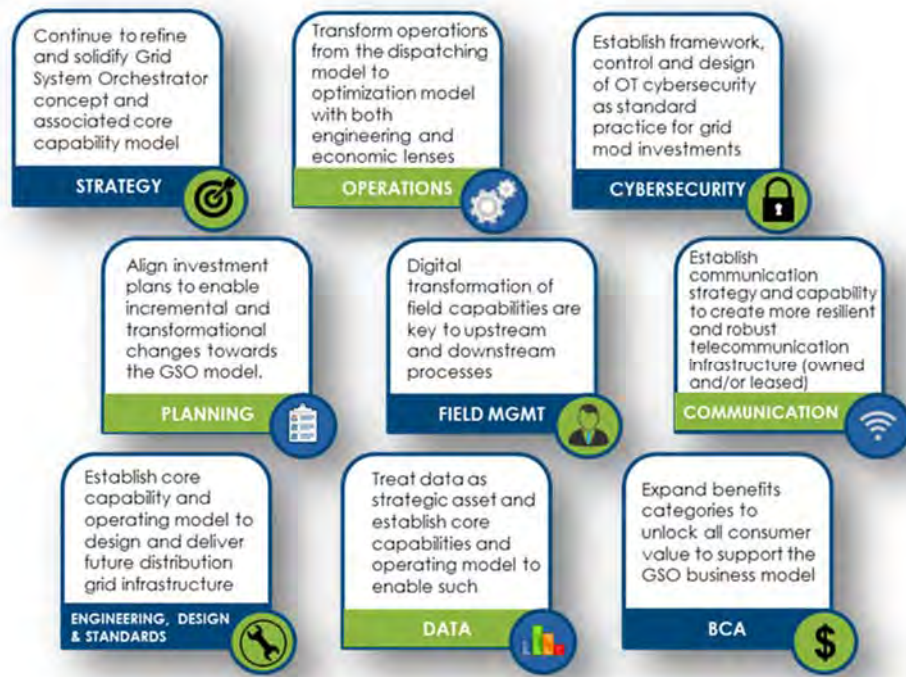 Continue to refine
and solidify Grid
System Orchestrator
concept and
associated core
capability model
STRATEGY
Transform operations
from the dispatching
model to
optimization model
with both
engineering and
economic lenses
OPERATIONS
Establish framework,
control and design
of OT cybersecurity
as standard
practice for grid
mod investments
CYBERSECURITY
Align investment
plans to enable
incremental and
transformational
changes towards
the GSO model.
PLANNING
Digital
transformation of
field capabilities are
key to upstream
and downstream
processes
FIELD MGMT
Establish
communication
strategy and capability
to create more resilient
and robust
telecommunication
infrastructure (owned
and/or leased)
COMMUNICATION
Establish core
capability and
operating model to
design and deliver
future distribution
grid infrastructure
ENGINEERING, DESIGN
& STANDARDS
Treat data as
strategic asset and
establish core
capabilities and
operating model to
enable such
DATA
Expand benefits
categories to
unlock all consumer
value to support the
GSO business model
BCA
$